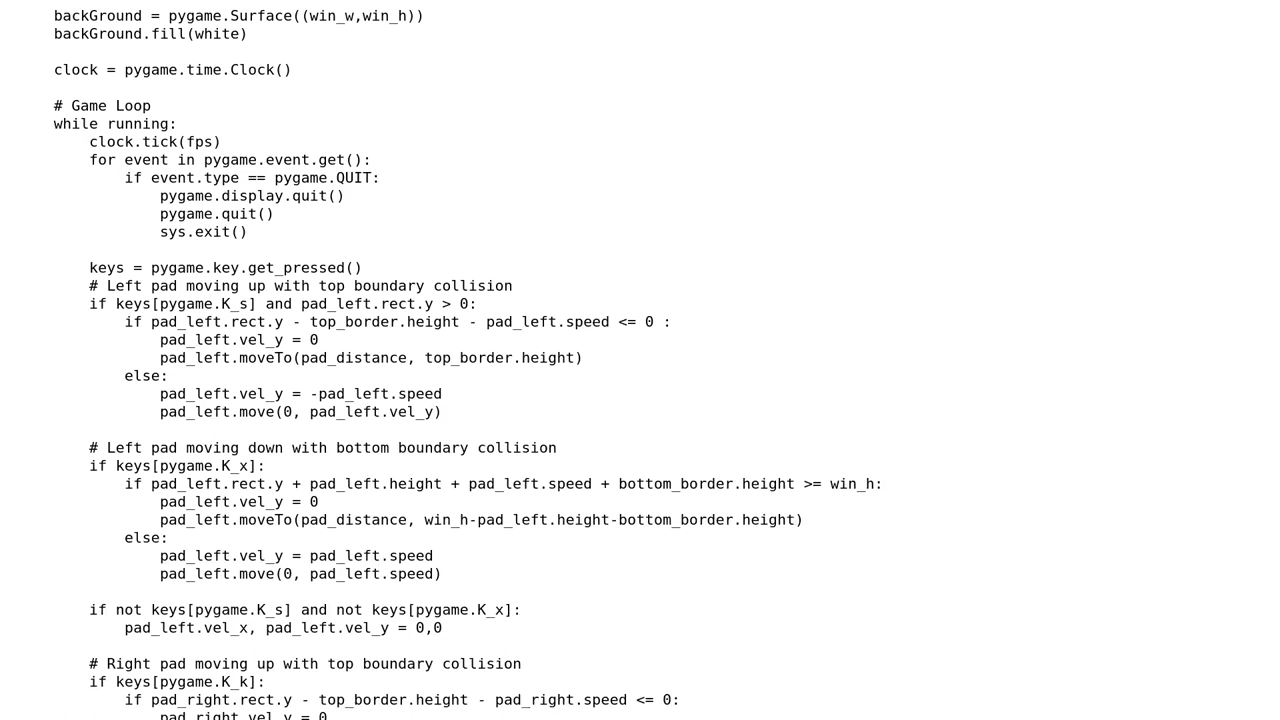 backGround = pygame.Surface((win_w,win_h))
backGround.fill(white)

clock = pygame.time.Clock()

# Game Loop
while running:
    clock.tick(fps)
    for event in pygame.event.get():
        if event.type == pygame.QUIT:
            pygame.display.quit()
            pygame.quit()
            sys.exit()

    keys = pygame.key.get_pressed()
    # Left pad moving up with top boundary collision
    if keys[pygame.K_s] and pad_left.rect.y > 0:
        if pad_left.rect.y - top_border.height - pad_left.speed <= 0 :
            pad_left.vel_y = 0
            pad_left.moveTo(pad_distance, top_border.height)
        else:
            pad_left.vel_y = -pad_left.speed
            pad_left.move(0, pad_left.vel_y)

    # Left pad moving down with bottom boundary collision
    if keys[pygame.K_x]:
        if pad_left.rect.y + pad_left.height + pad_left.speed + bottom_border.height >= win_h:
            pad_left.vel_y = 0
            pad_left.moveTo(pad_distance, win_h-pad_left.height-bottom_border.height)
        else:
            pad_left.vel_y = pad_left.speed
            pad_left.move(0, pad_left.speed)

    if not keys[pygame.K_s] and not keys[pygame.K_x]:
        pad_left.vel_x, pad_left.vel_y = 0,0

    # Right pad moving up with top boundary collision
    if keys[pygame.K_k]:
        if pad_right.rect.y - top_border.height - pad_right.speed <= 0:
            pad_right.vel_y = 0